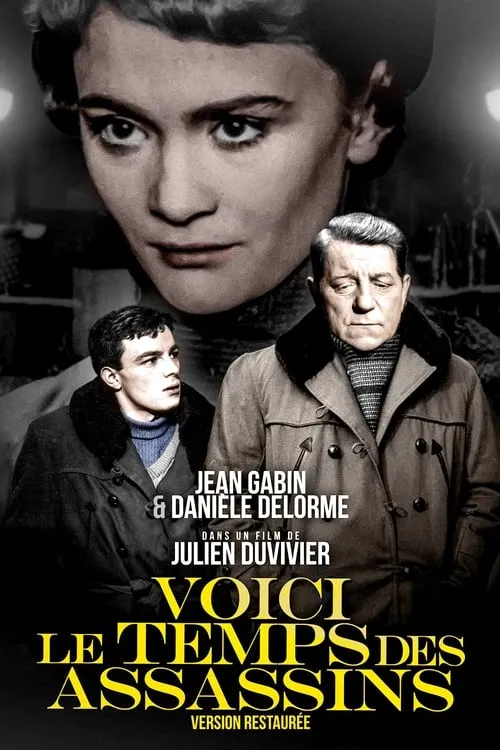 JEAN GABIN
& DANIÈLE DELORME
DANS UN FILM DE
JULIEN DUVIVIER
VOICI
LE TEMPS DES
ASSASSINS
VERSION RESTAURÉE